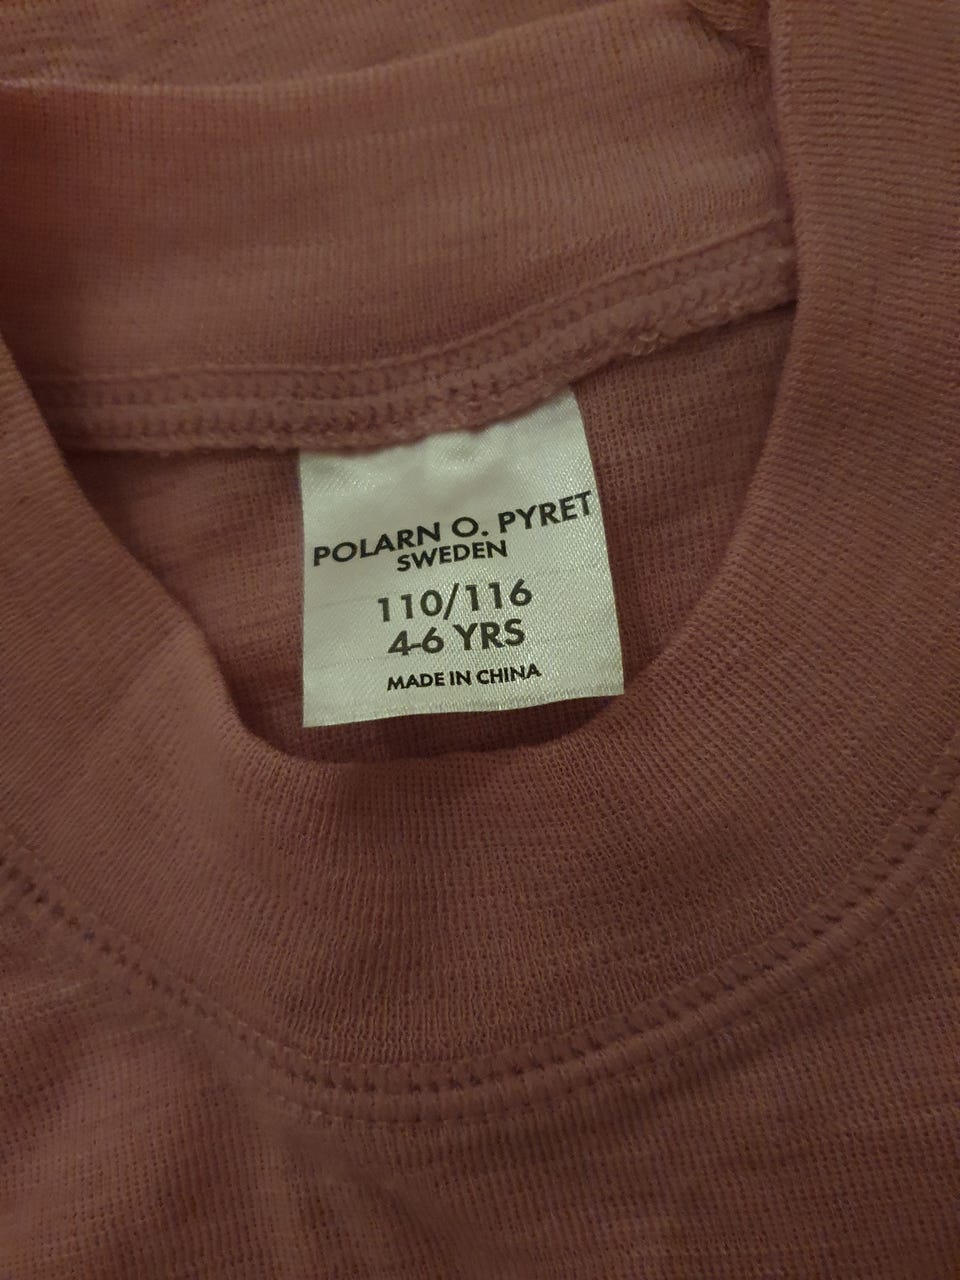 POLARN O. PYRET
SWEDEN
110/116
4-6 YRS
MADE IN CHINA